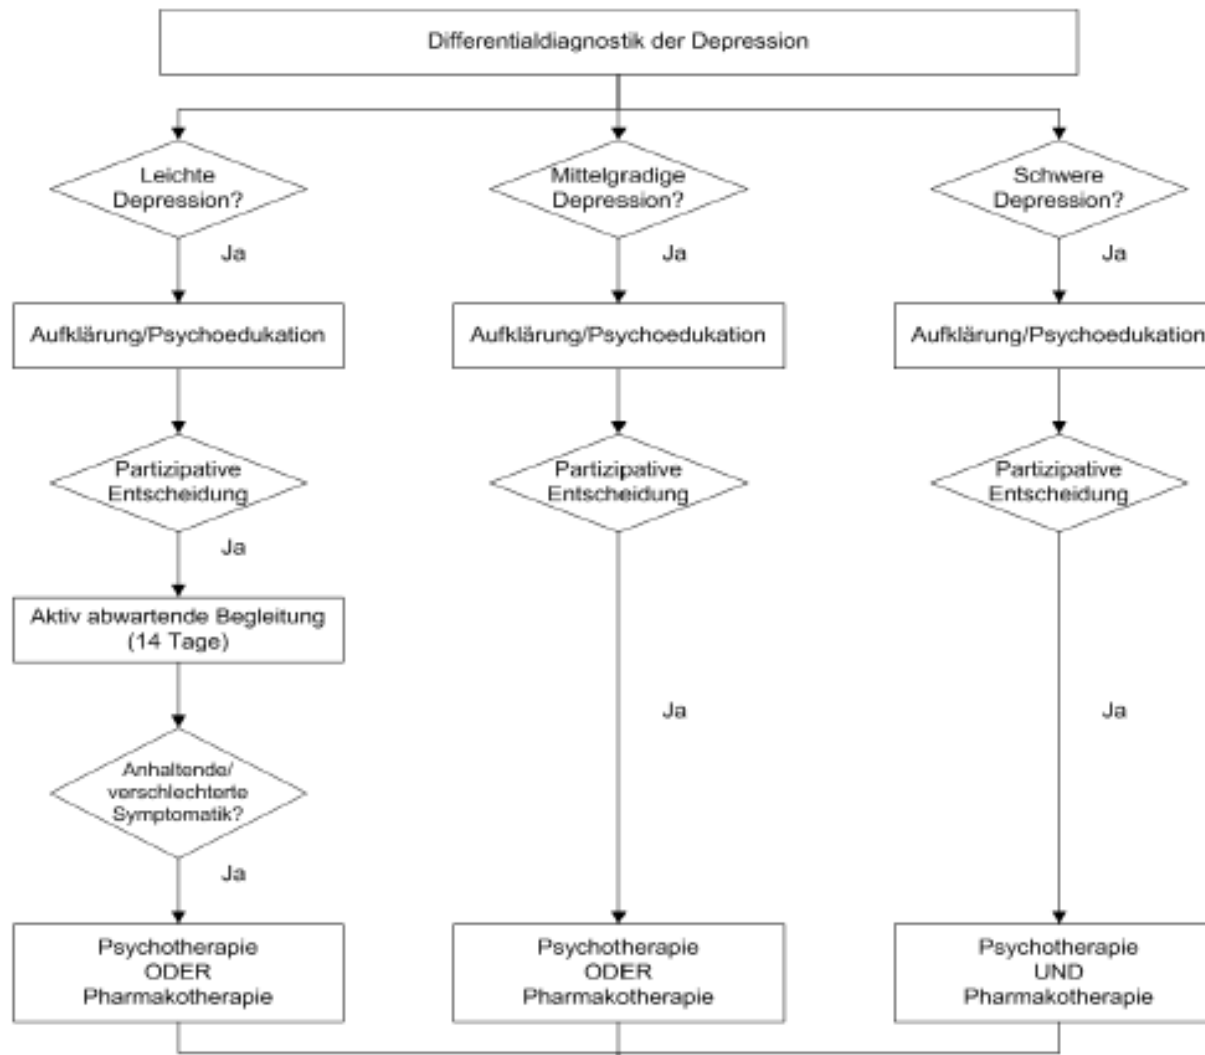 Differentialdiagnostik der Depression
Leichte
Depression?
Mittelgradige
Depression?
Schwere
Depression?
Ja
Ja
Ja
Aufklärung/Psychoedukation
Aufklärung/Psychoedukation
Aufklärung/Psychoedukation
Partizipative
Entscheidung
Partizipative
Entscheidung
Partizipative
Entscheidung
Ja
Aktiv abwartende Begleitung
(14 Tage)
Ja
Ja
Anhaltende/
verschlechterte
Symptomatik?
Ja
Psychotherapie
ODER
Pharmakotherapie
Psychotherapie
ODER
Pharmakotherapie
Psychotherapie
UND
Pharmakotherapie